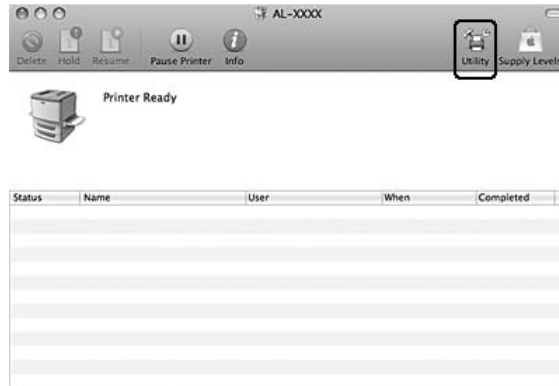 AL-XXXX
Delete Hold Resume Pause Printer Info Utility Supply Levels
Printer Ready
Status Name User When Completed